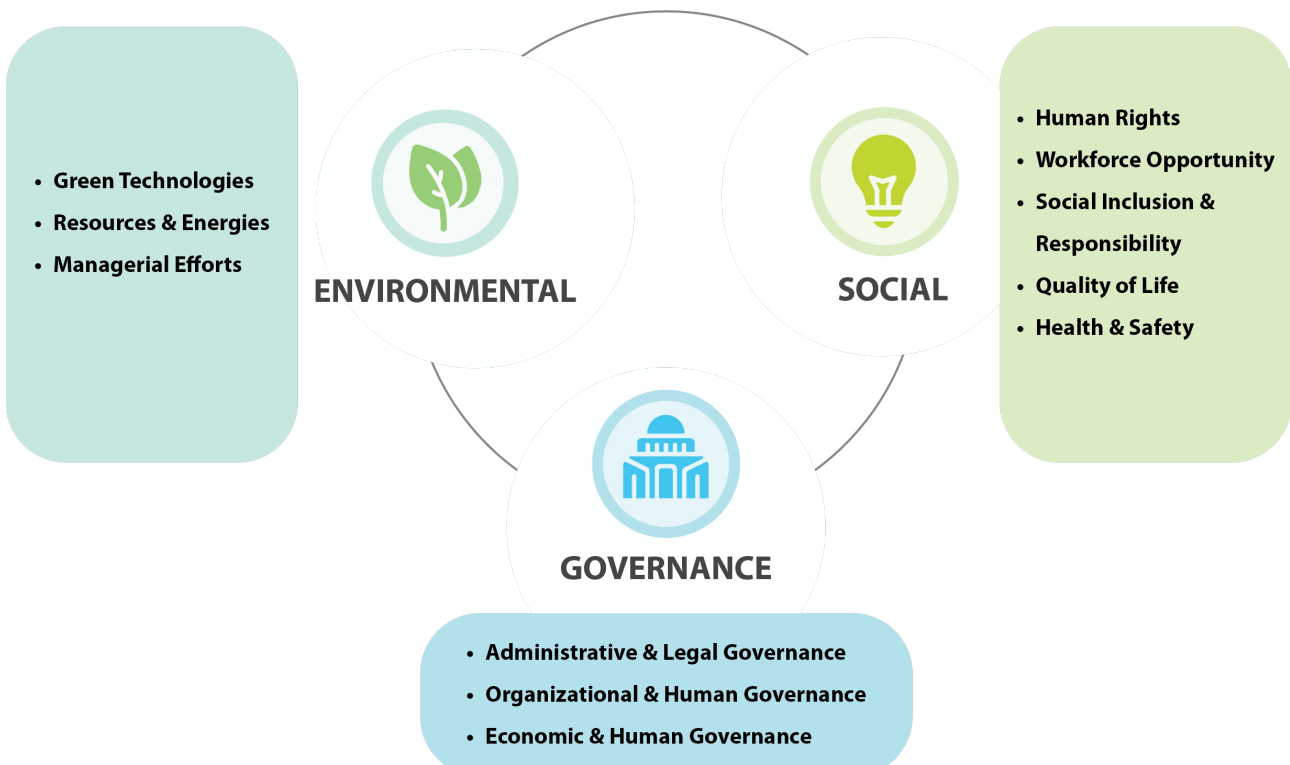 ENVIRONMENTAL
• Green Technologies
• Resources & Energies
• Managerial Efforts
SOCIAL
• Human Rights
• Workforce Opportunity
• Social Inclusion &
Responsibility
• Quality of Life
• Health & Safety
GOVERNANCE
• Administrative & Legal Governance
• Organizational & Human Governance
• Economic & Human Governance